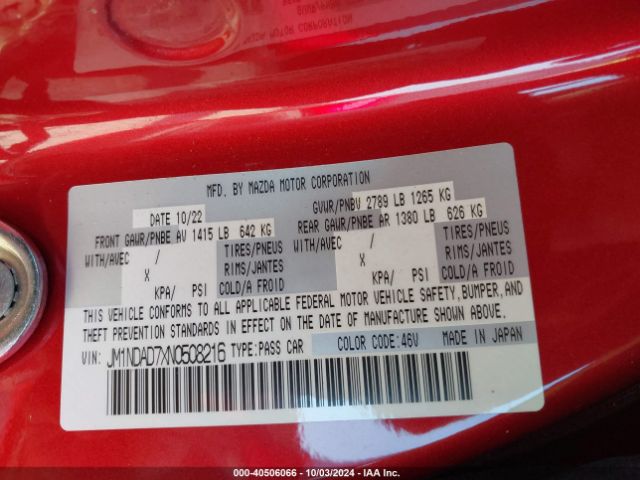 MFD. BY MAZDA MOTOR CORPORATION
DATE 10/22
GVWR/PNBV 2789 LB 1265 KG
FRONT GAWR/PNBE AV 1415 LB 642 KG
REAR GAWR/PNBE AR 1380 LB 626 KG
WITH/AVEC / TIRES/PNEUS
WITH/AVEC / TIRES/PNEUS
X RIMS/JANTES
X RIMS/JANTES
KPA/ PSI COLD/A FROID
KPA/ PSI COLD/A FROID
THIS VEHICLE CONFORMS TO ALL APPLICABLE FEDERAL MOTOR VEHICLE SAFETY, BUMPER, AND
THEFT PREVENTION STANDARDS IN EFFECT ON THE DATE OF MANUFACTURE SHOWN ABOVE.
VIN: JM1NDAD7XN0508216 TYPE:PASS CAR COLOR CODE:46V MADE IN JAPAN
000-40506066 - 10/03/2024 - IAA Inc.